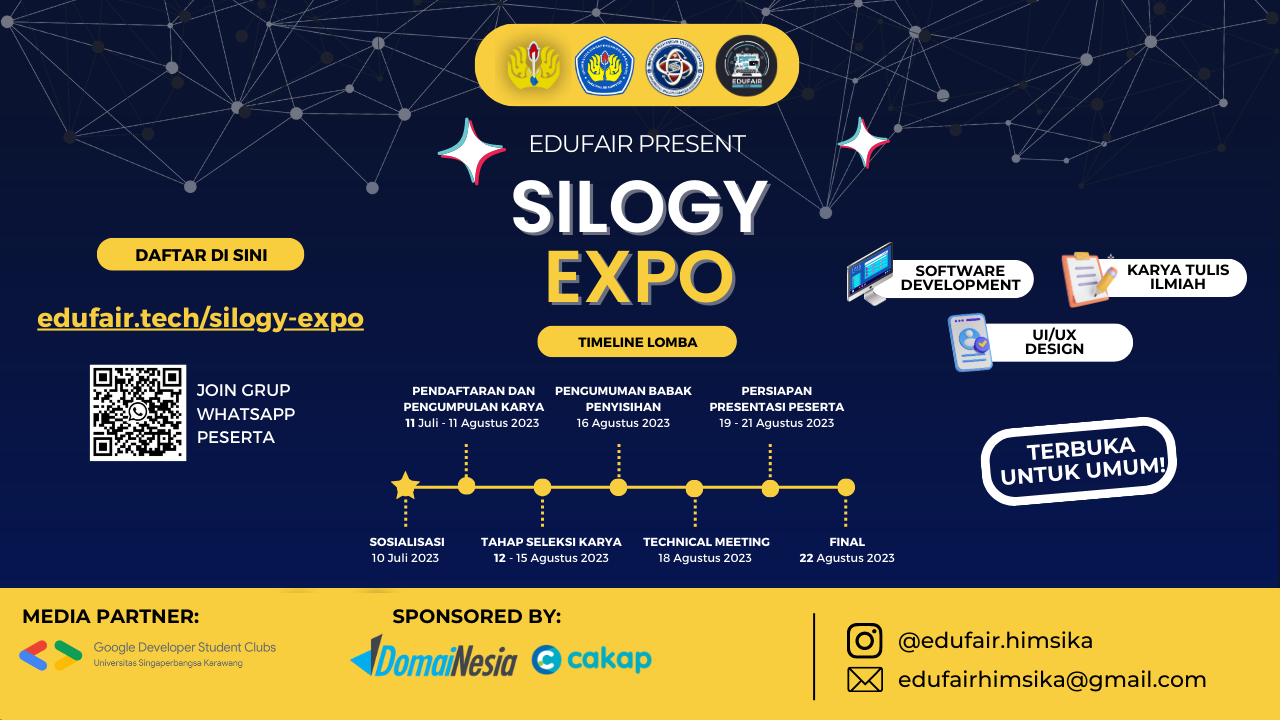 EDUFAIR
EDUFAIR PRESENT
SILOGY
EXPO
DAFTAR DI SINI
edufair.tech/silogy-expo
JOIN GRUP
WHATSAPP
PESERTA
SOFTWARE
DEVELOPMENT
KARYA TULIS
ILMIAH
UI/UX
DESIGN
TERBUKA
UNTUK UMUM!
TIMELINE LOMBA
PENDAFTARAN DAN
PENGUMPULAN KARYA
11 Juli - 11 Agustus 2023
PENGUMUMAN BABAK
PENYISIHAN
16 Agustus 2023
PERSIAPAN
PRESENTASI PESERTA
19 - 21 Agustus 2023
SOSIALISASI
10 Juli 2023
TAHAP SELEKSI KARYA
12 - 15 Agustus 2023
TECHNICAL MEETING
18 Agustus 2023
FINAL
22 Agustus 2023
MEDIA PARTNER:
Google Developer Student Clubs
Universitas Singaperbangsa Karawang
SPONSORED BY:
DomaiNesia
cakap
@edufair.himsika
edufairhimsika@gmail.com